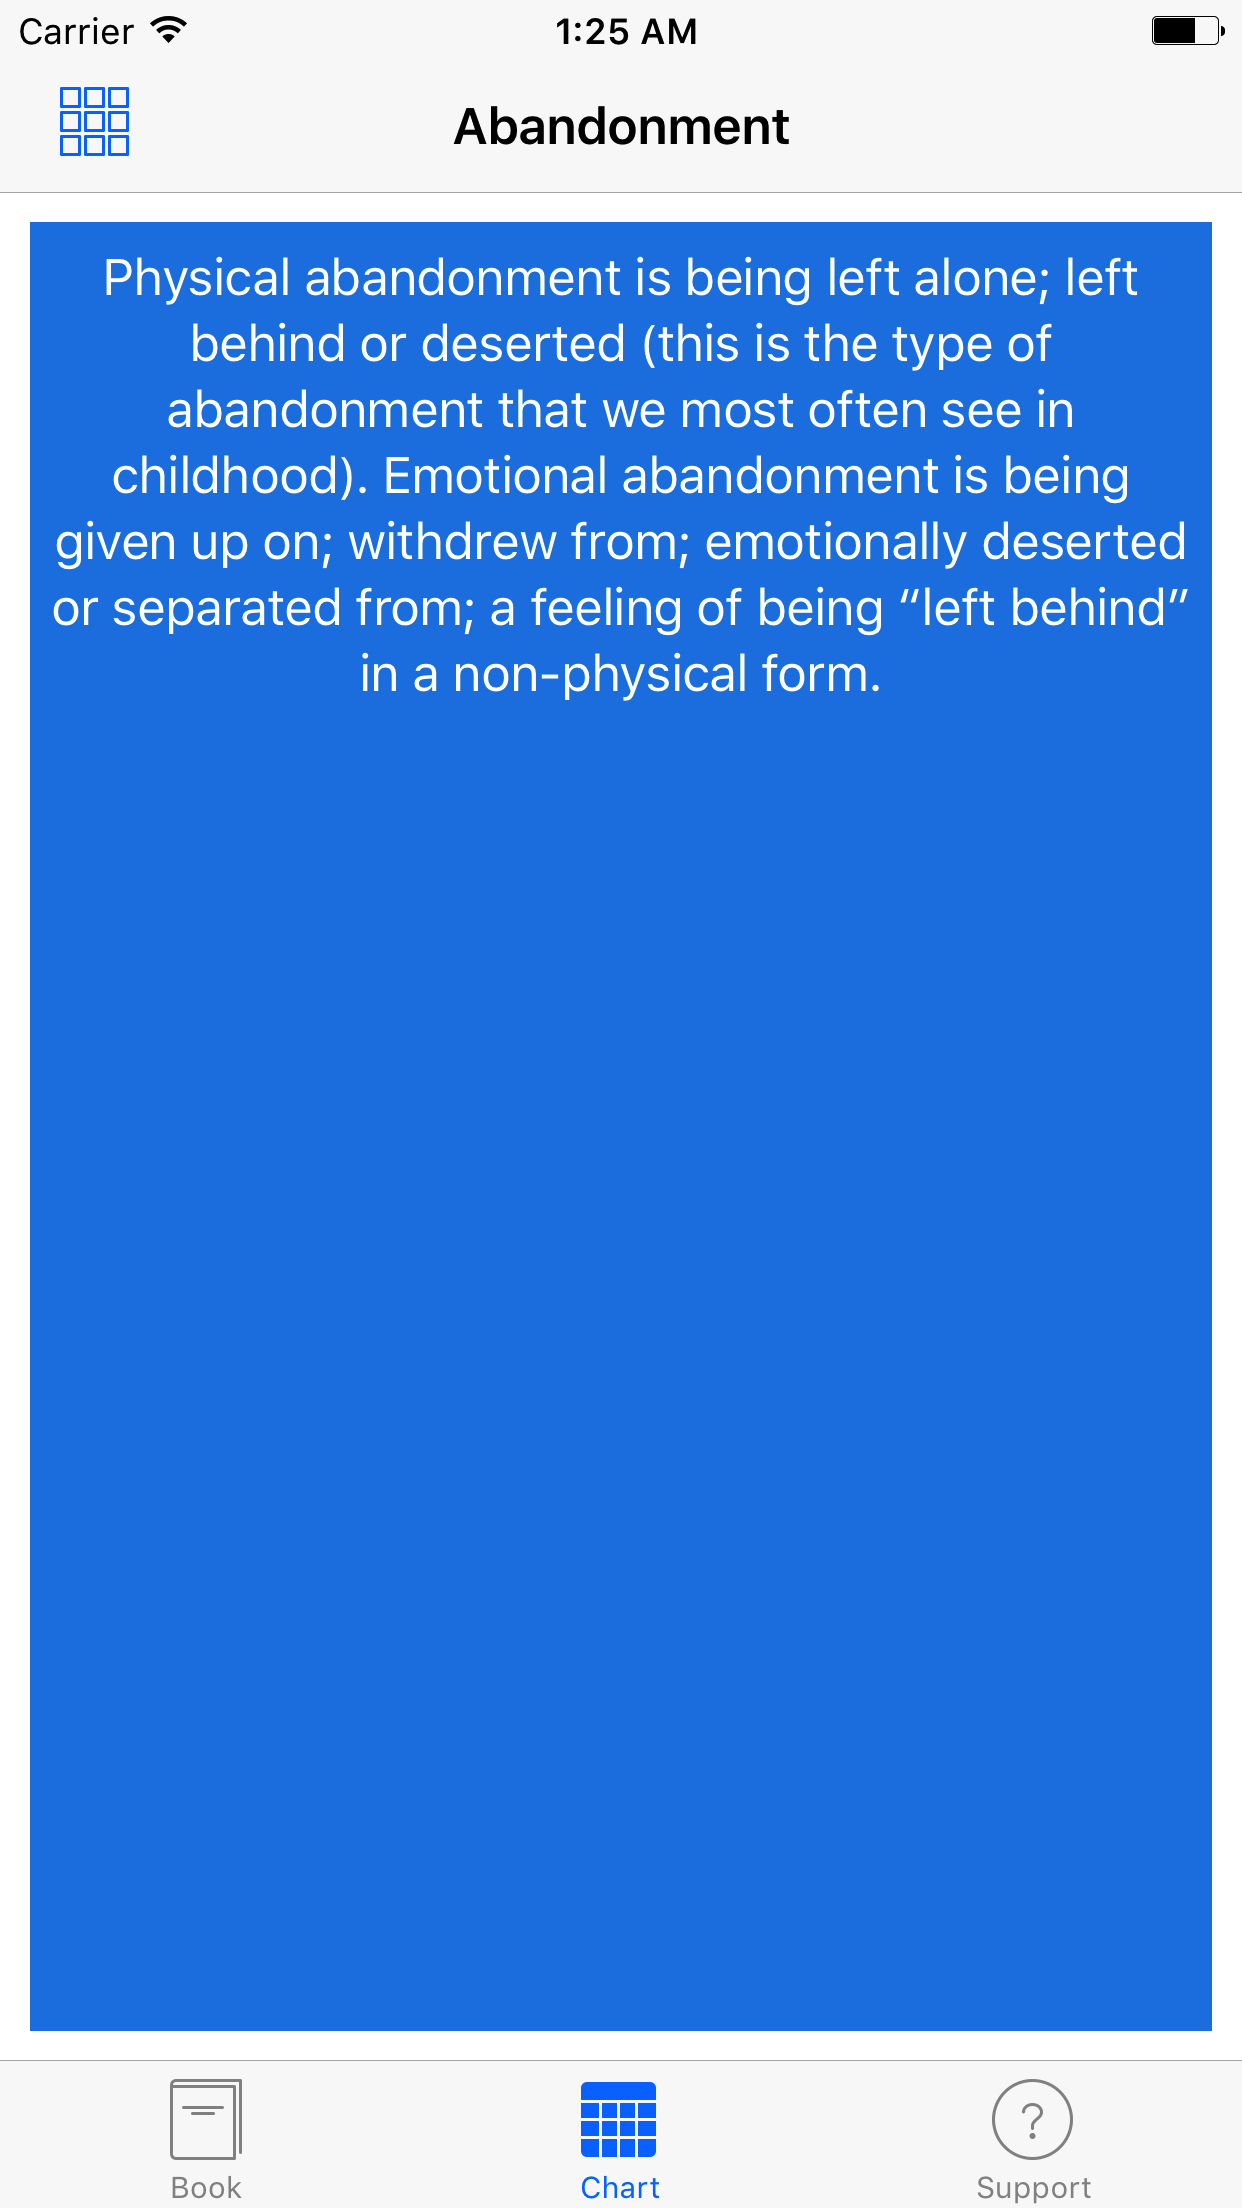 Carrier
1:25 AM
Abandonment
Physical abandonment is being left alone; left
behind or deserted (this is the type of
abandonment that we most often see in
childhood). Emotional abandonment is being
given up on; withdrew from; emotionally deserted
or separated from; a feeling of being “left behind”
in a non-physical form.
Book
Chart
Support